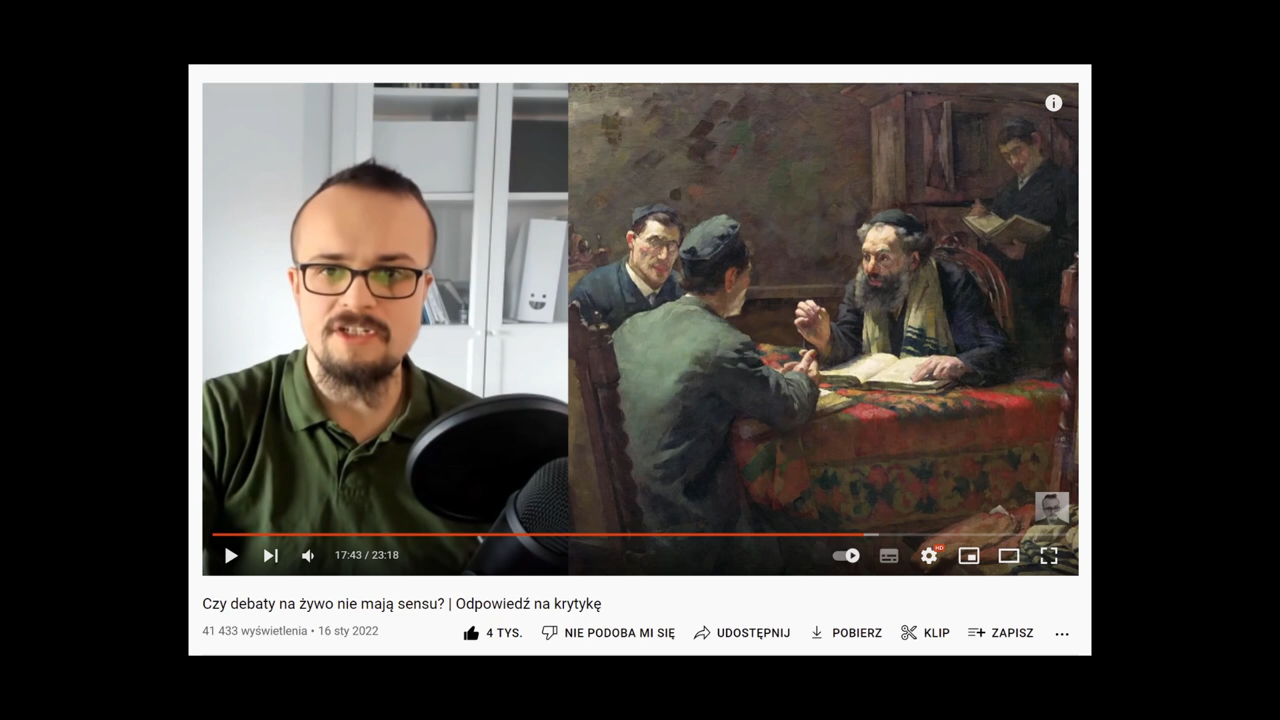 HD
17:43 / 23:18
Czy debaty na żywo nie mają sensu? | Odpowiedź na krytykę
41 433 wyświetlenia • 16 sty 2022 4 TYS. NIE PODOBA MI SIĘ UDOSTĘPNIJ POBIERZ KLIP ZAPISZ ...